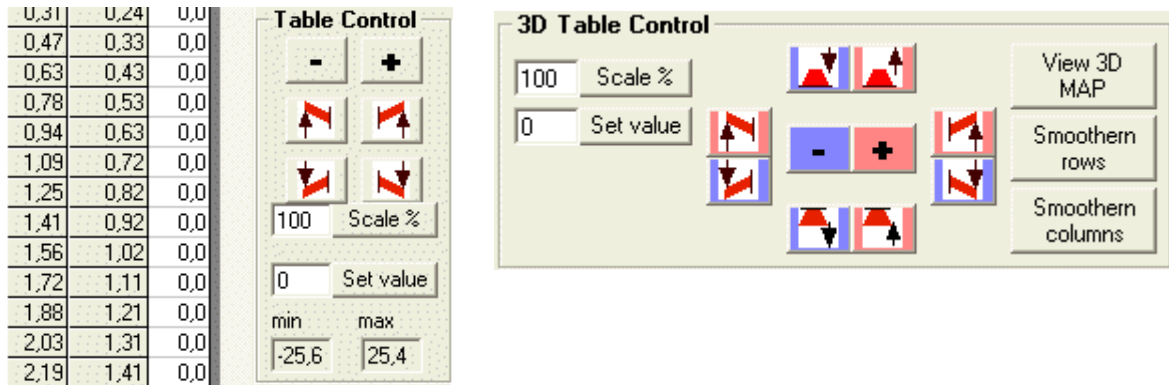 0,31 0,24 0,0
0,47 0,33 0,0
0,63 0,43 0,0
0,78 0,53 0,0
0,94 0,63 0,0
1,09 0,72 0,0
1,25 0,82 0,0
1,41 0,92 0,0
1,56 1,02 0,0
1,72 1,11 0,0
1,88 1,21 0,0
2,03 1,31 0,0
2,19 1,41 0,0
Table Control
- +
100 Scale %
0 Set value
min max
-25,6 25,4
3D Table Control
100 Scale %
0 Set value
- +
View 3D
MAP
Smoothern
rows
Smoothern
columns